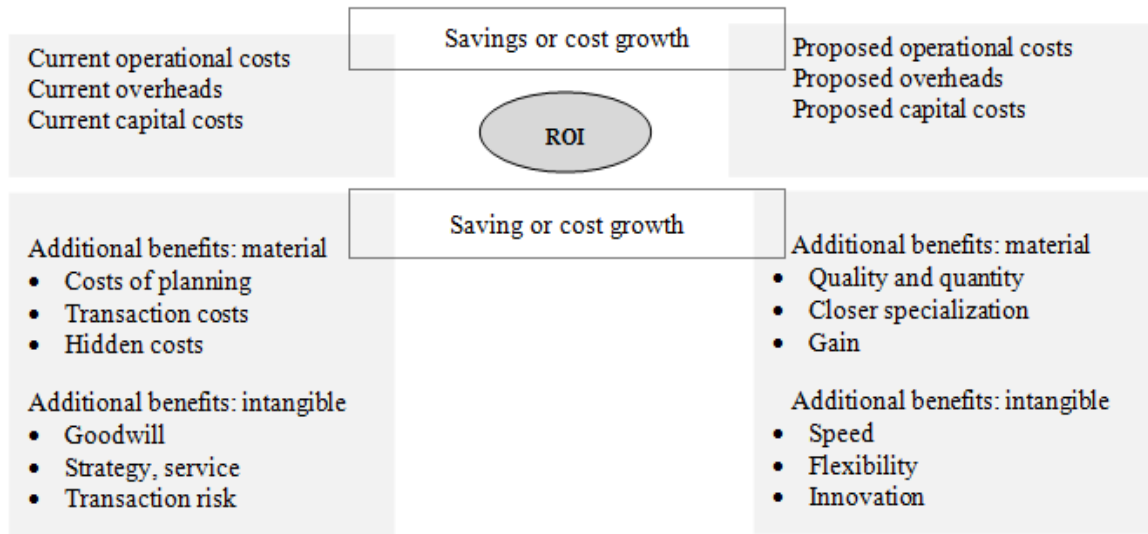 Savings or cost growth
Current operational costs
Current overheads
Current capital costs
Proposed operational costs
Proposed overheads
Proposed capital costs
ROI
Saving or cost growth
Additional benefits: material
• Costs of planning
• Transaction costs
• Hidden costs
Additional benefits: intangible
• Goodwill
• Strategy, service
• Transaction risk
Additional benefits: material
• Quality and quantity
• Closer specialization
• Gain
Additional benefits: intangible
• Speed
• Flexibility
• Innovation